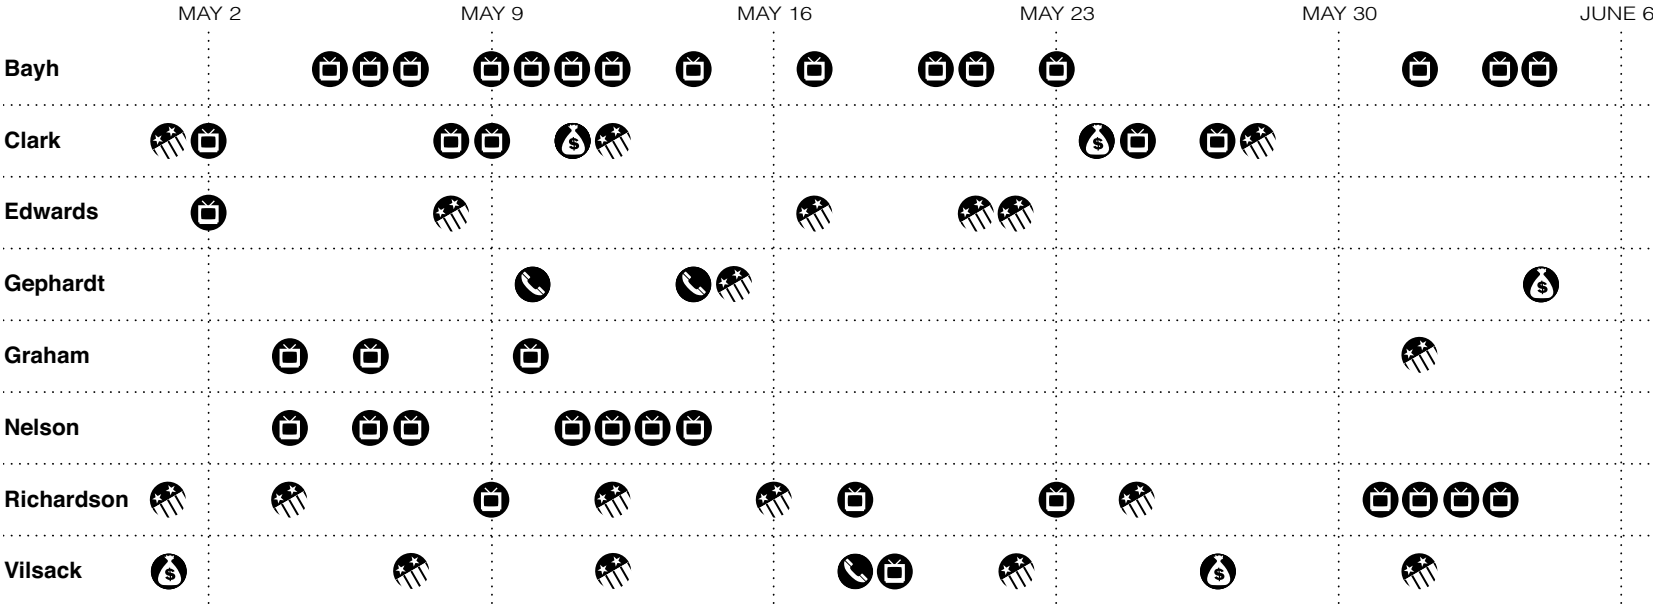 MAY 2 MAY 9 MAY 16 MAY 23 MAY 30 JUNE 6
Bayh
Clark $ $
Edwards
Gephardt $
Graham
Nelson
Richardson
Vilsack $ $